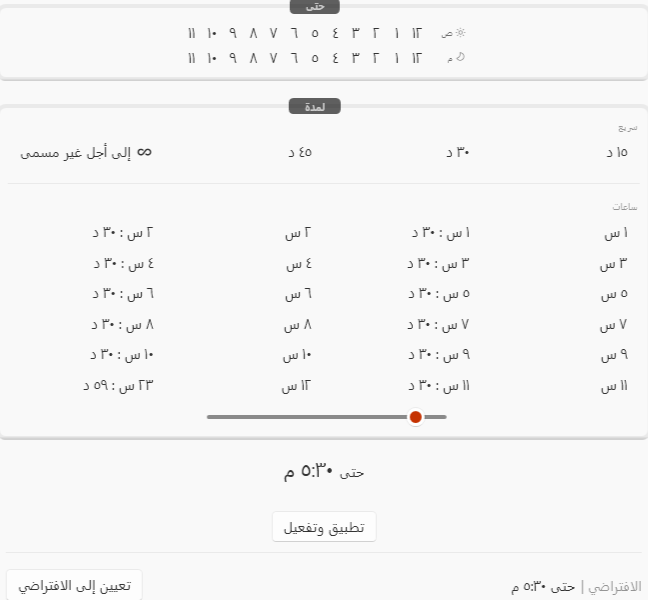 حتى
ص ١٢ ١ ٢ ٣ ٤ ٥ ٦ ٧ ٨ ٩ ١٠ ١١
م ١٢ ١ ٢ ٣ ٤ ٥ ٦ ٧ ٨ ٩ ١٠ ١١
لمدة
سريع
١٥ د ٣٠ د ٤٥ د ∞ إلى أجل غير مسمى
ساعات
١ س ١ س : ٣٠ د ٢ س ٢ س : ٣٠ د
٣ س ٣ س : ٣٠ د ٤ س ٤ س : ٣٠ د
٥ س ٥ س : ٣٠ د ٦ س ٦ س : ٣٠ د
٧ س ٧ س : ٣٠ د ٨ س ٨ س : ٣٠ د
٩ س ٩ س : ٣٠ د ١٠ س ١٠ س : ٣٠ د
١١ س ١١ س : ٣٠ د ١٢ س ٢٣ س : ٥٩ د
حتى ٥:٣٠ م
تطبيق وتفعيل
الافتراضي | حتى ٥:٣٠ م تعيين إلى الافتراضي